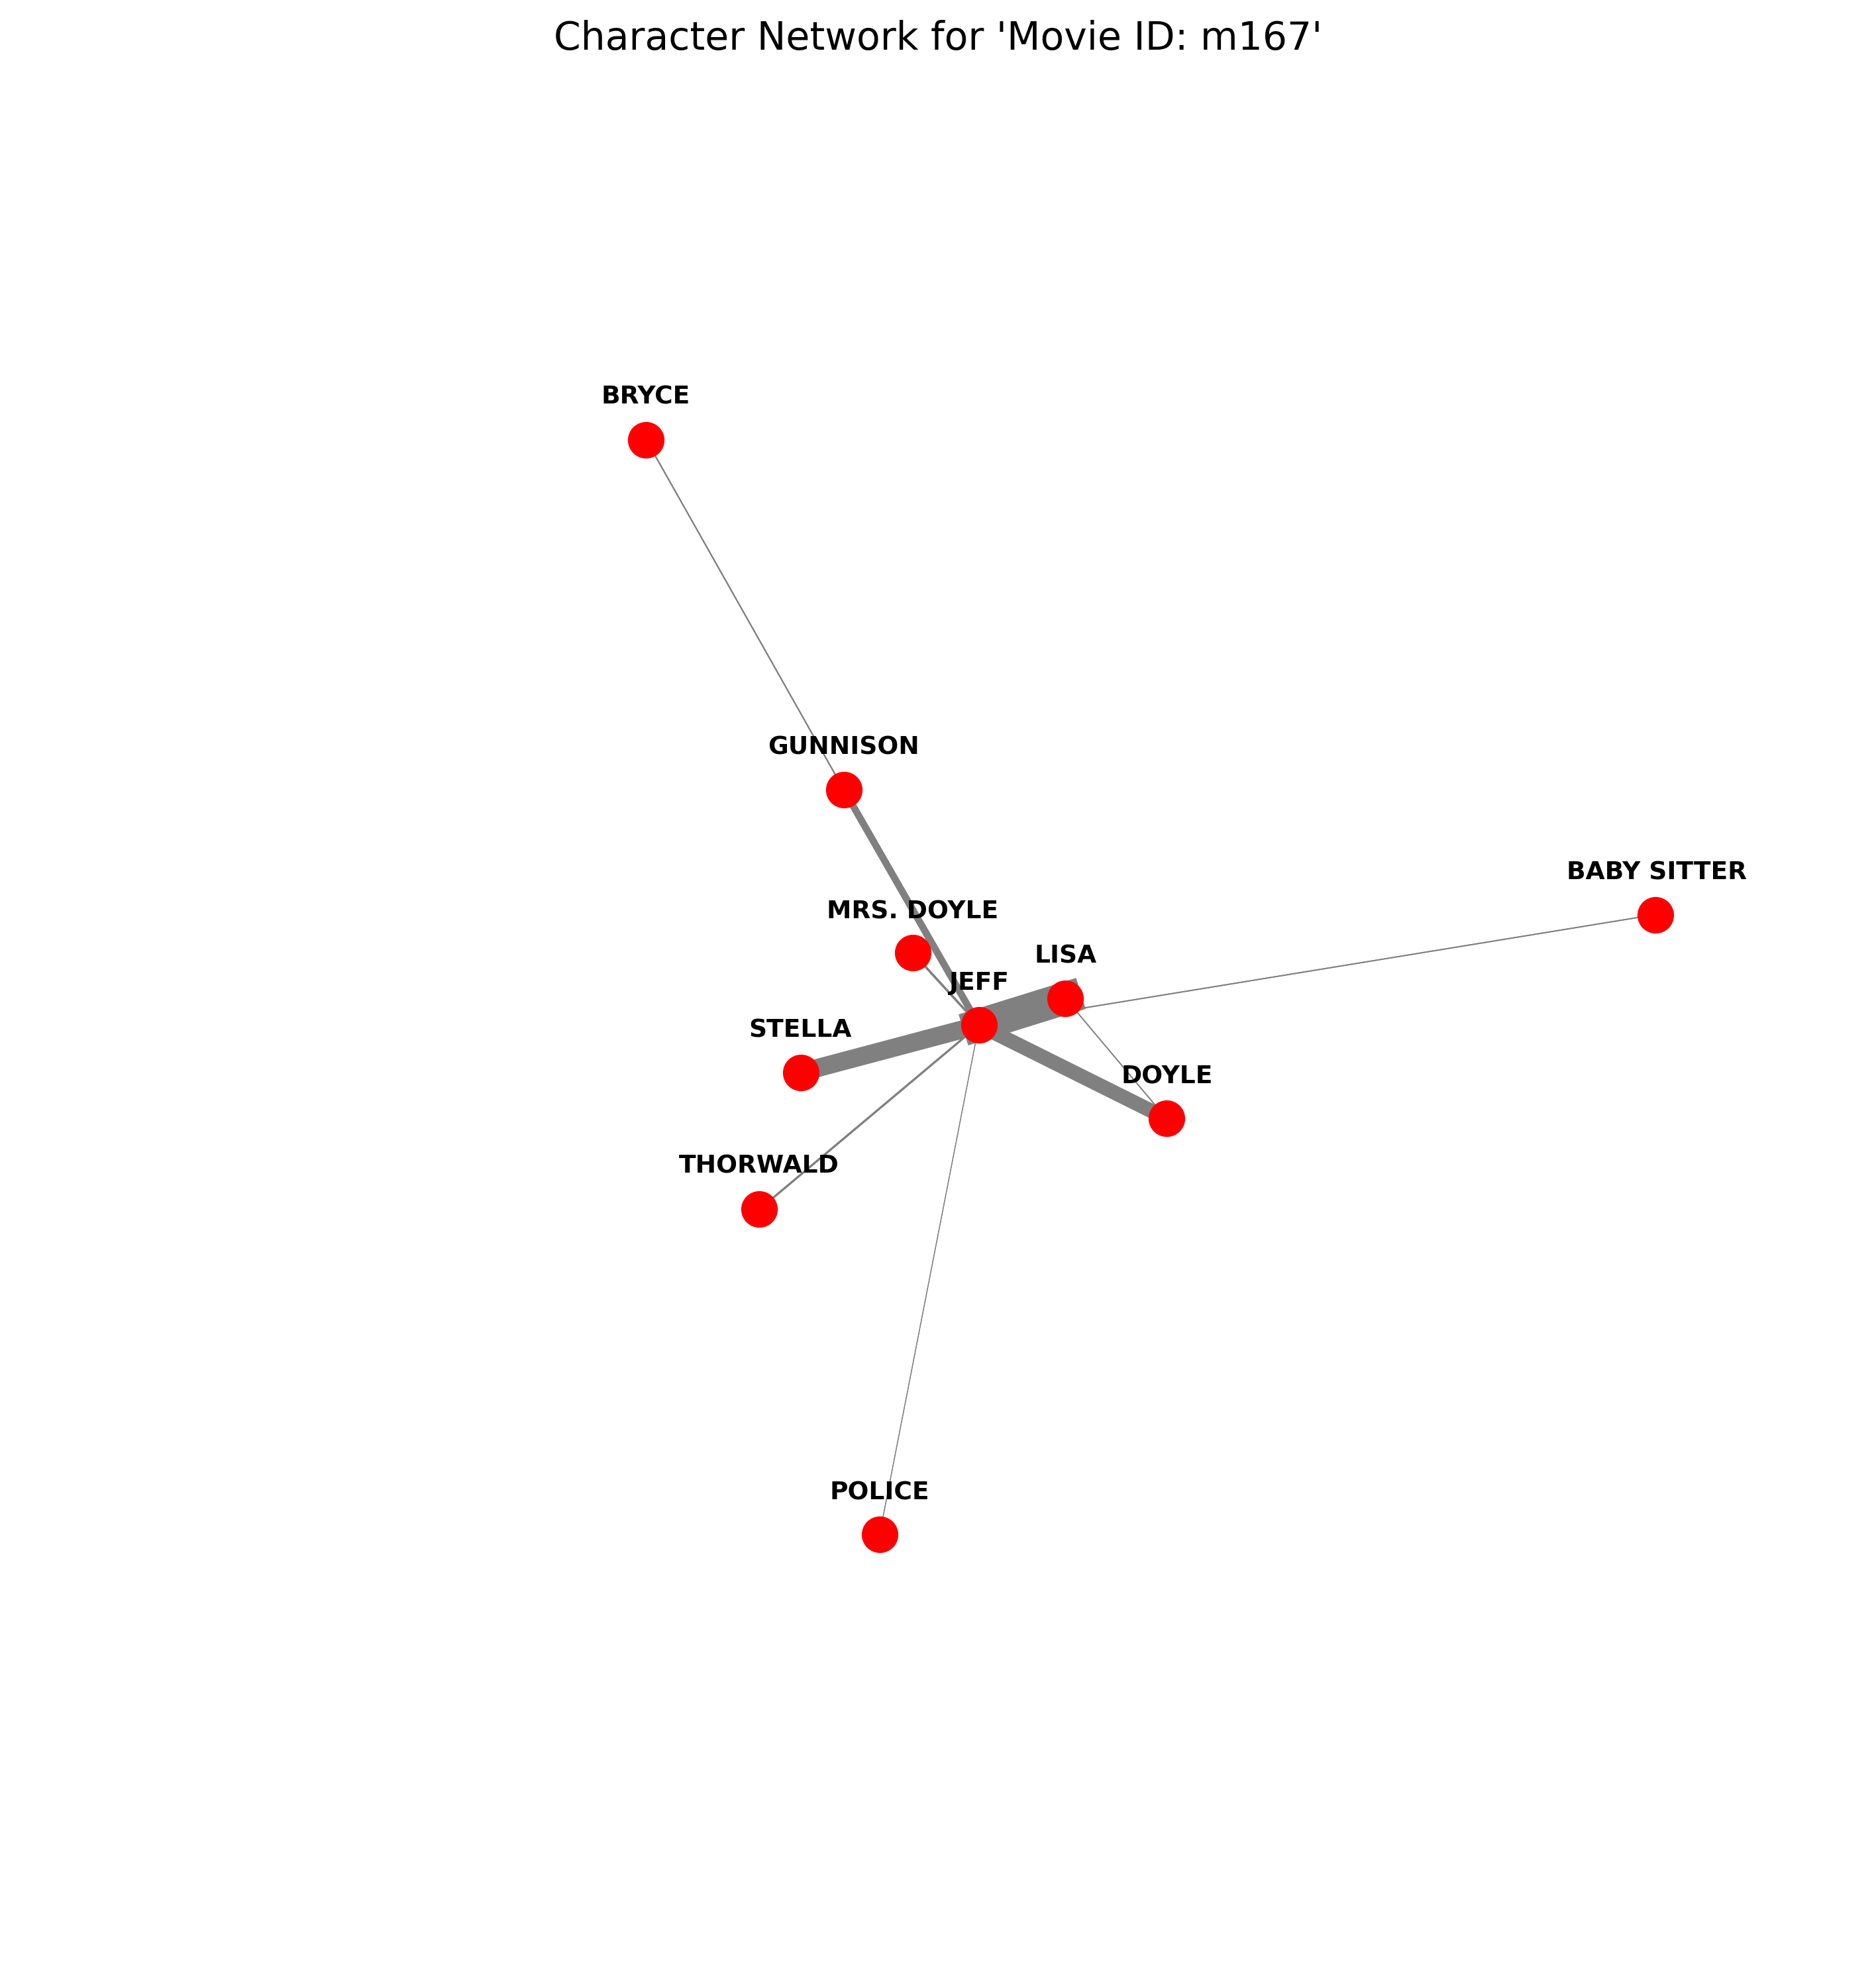 Character Network for 'Movie ID: m167'
BRYCE
GUNNISON
BABY SITTER
MRS. DOYLE
LISA
JEFF
STELLA
DOYLE
THORWALD
POLICE